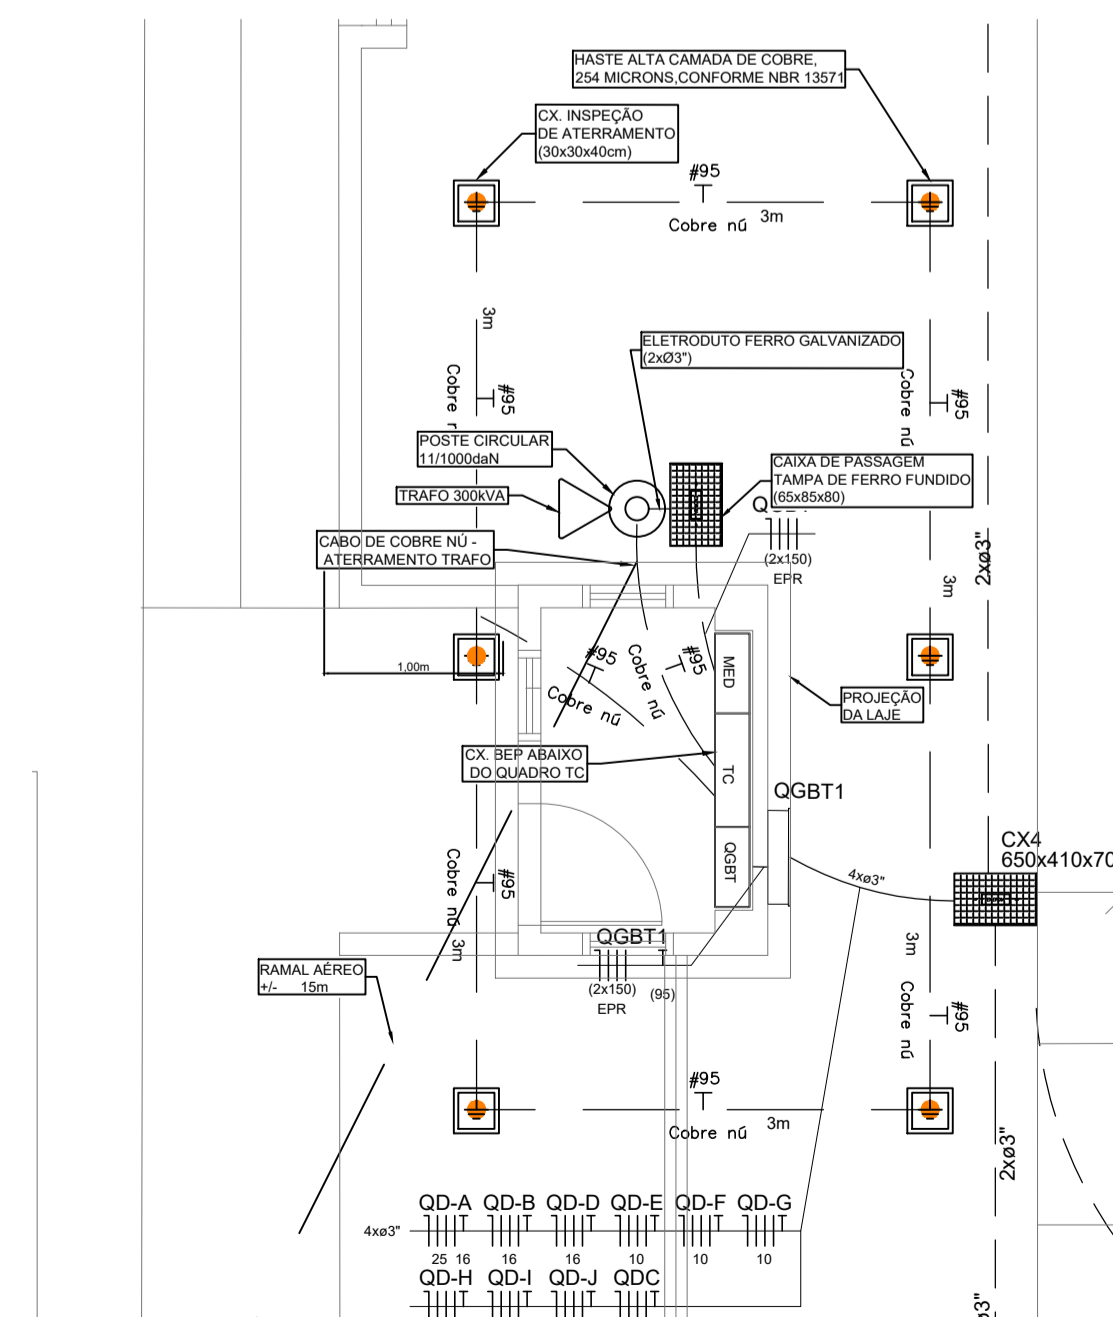 HASTE ALTA CAMADA DE COBRE,
254 MICRONS,CONFORME NBR 13571
CX. INSPEÇÃO
DE ATERRAMENTO
(30x30x40cm)
#95
Cobre nú
3m
3m
Cobre
#95
ELETRODUTO FERRO GALVANIZADO
(2xØ3")
Cobre nú
#95
POSTE CIRCULAR
11/1000daN
TRAFO 300kVA
CAIXA DE PASSAGEM
TAMPA DE FERRO FUNDIDO
(65x85x80)
(2x150)
EPR
CABO DE COBRE NÚ -
ATERRAMENTO TRAFO
2xø3"
3m
1,00m
#95
Cobre nú
Cobre nú
#95
MED
TC
QGBT
PROJEÇÃO
DA LAJE
CX. BEP ABAIXO
DO QUADRO TC
QGBT1
CX4
650x410x70
4xø3"
Cobre nú
#95
3m
QGBT1
(2x150)
(95)
EPR
3m
Cobre nú
#95
RAMAL AÉREO
+/- 15m
#95
Cobre nú
3m
2xø3"
QD-A QD-B QD-D QD-E QD-F QD-G
4xø3"
25 16 16 16 10 10 10
QD-H QD-I QD-J QDC
ø3"